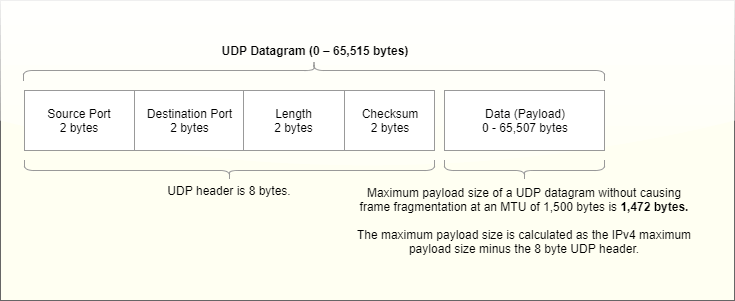 UDP Datagram (0 – 65,515 bytes)
Source Port
2 bytes
Destination Port
2 bytes
Length
2 bytes
Checksum
2 bytes
Data (Payload)
0 - 65,507 bytes
UDP header is 8 bytes.
Maximum payload size of a UDP datagram without causing
frame fragmentation at an MTU of 1,500 bytes is 1,472 bytes.
The maximum payload size is calculated as the IPv4 maximum
payload size minus the 8 byte UDP header.